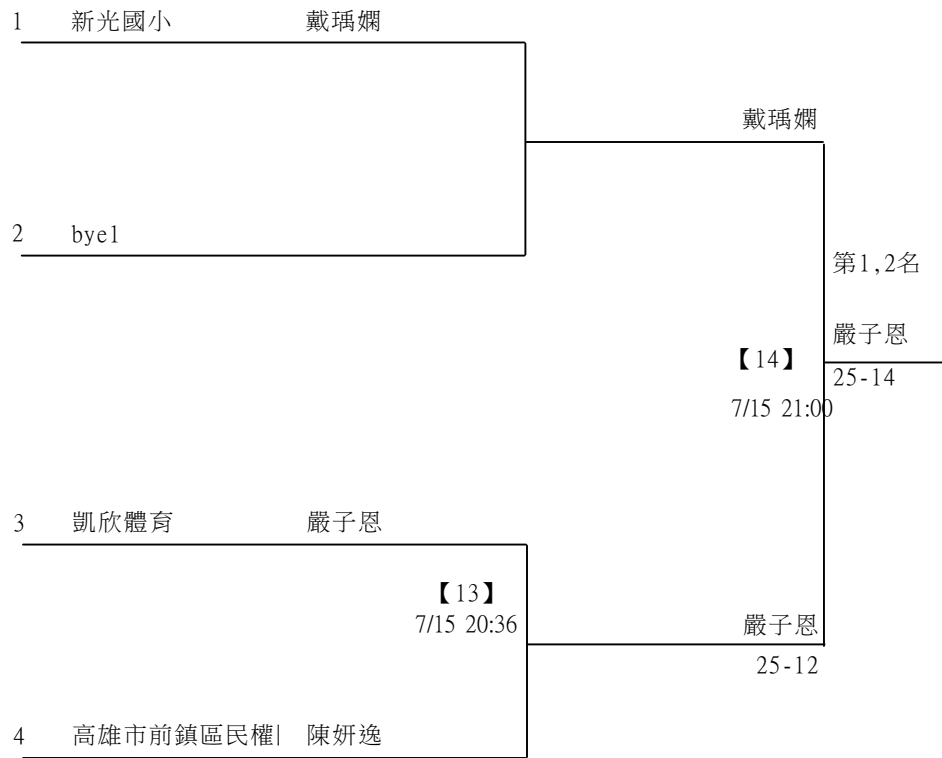 1 新光國小 戴瑀嫻
戴瑀嫻
2 bye1
第1,2名
嚴子恩
【14】
25-14
7/15 21:00
3 凱欣體育 嚴子恩
【13】
7/15 20:36
嚴子恩
25-12
4 高雄市前鎮區民權 陳妍逸